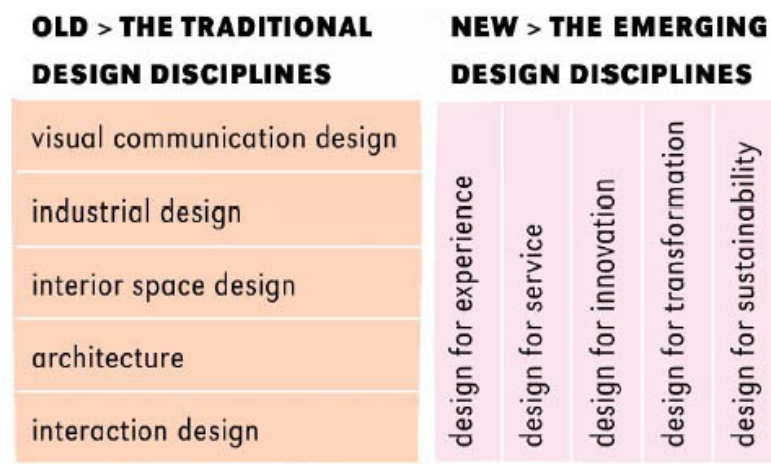 OLD > THE TRADITIONAL
DESIGN DISCIPLINES
visual communication design
industrial design
interior space design
architecture
interaction design
NEW > THE EMERGING
DESIGN DISCIPLINES
design for experience
design for service
design for innovation
design for transformation
design for sustainability